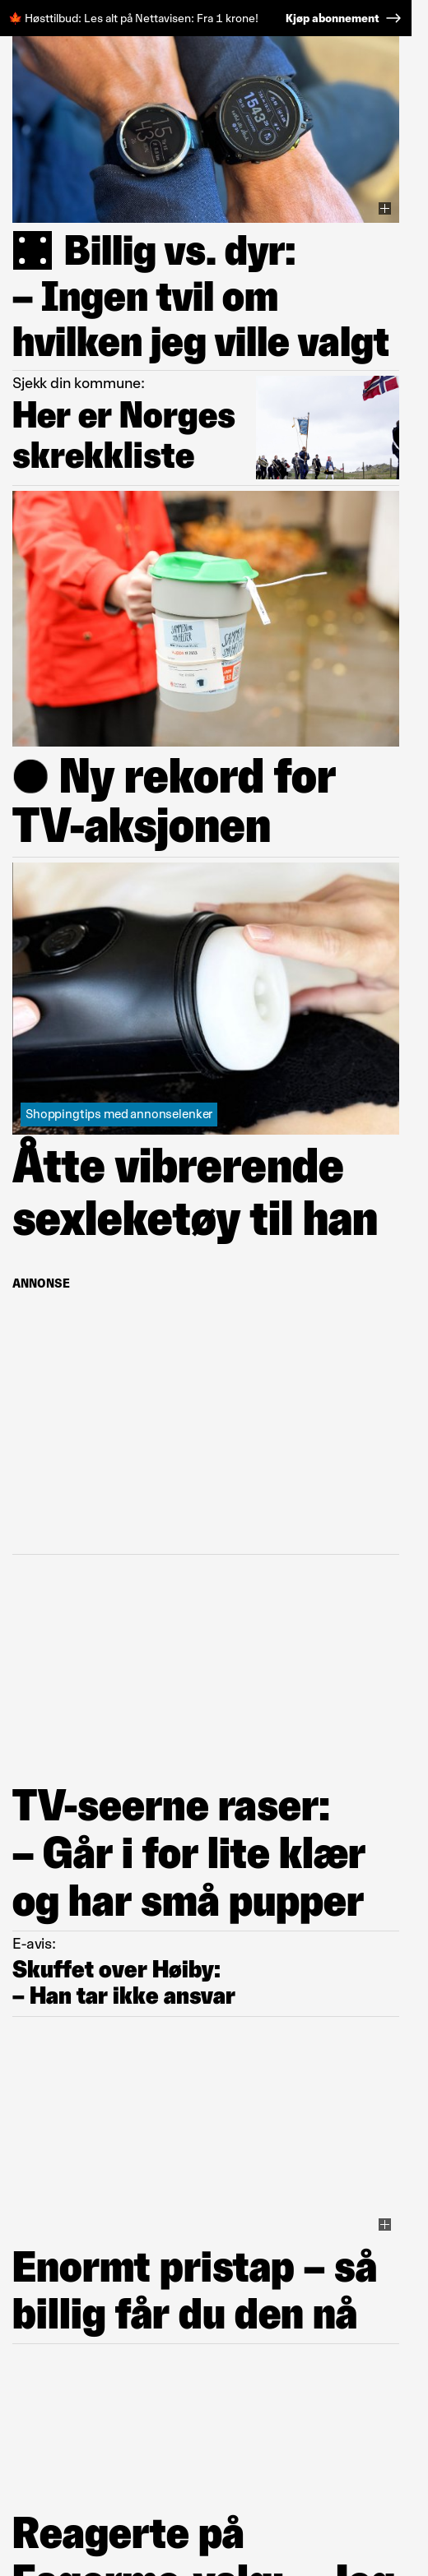 Høsttilbud: Les alt på Nettavisen: Fra 1 krone!
Kjøp abonnement
Billig vs. dyr:
– Ingen tvil om
hvilken jeg ville valgt
Sjekk din kommune:
Her er Norges
skrekkliste
Ny rekord for
TV-aksjonen
Shoppingtips med annonselenker
Åtte vibrerende
sexleketøy til han
ANNONSE
TV-seerne raser:
– Går i for lite klær
og har små pupper
E-avis:
Skuffet over Høiby:
– Han tar ikke ansvar
Enormt pristap – så
billig får du den nå
Reagerte på